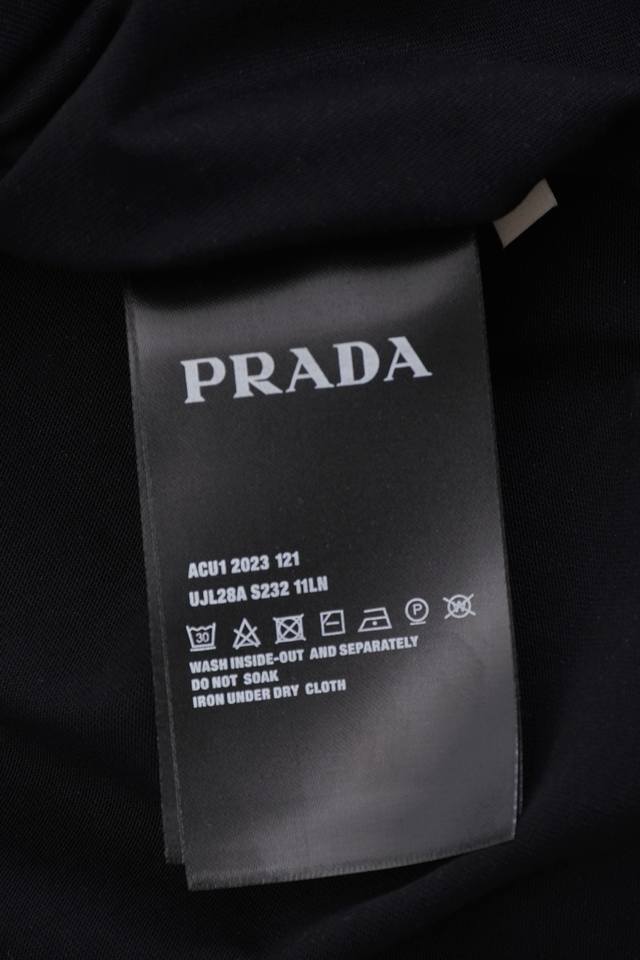 PRADA
ACU1 2023 121
UJL28A S232 11LN
30 P W
WASH INSIDE-OUT AND SEPARATELY
DO NOT SOAK
IRON UNDER DRY CLOTH